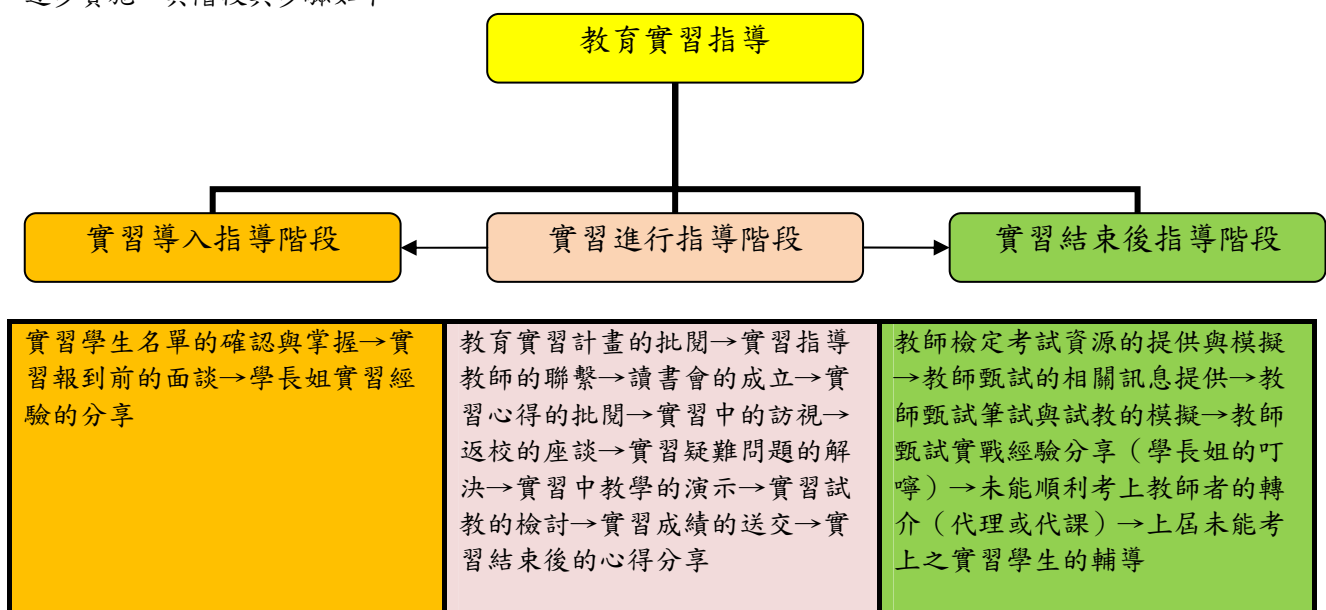 教育實習指導
實習導入指導階段
實習進行指導階段
實習結束後指導階段
實習學生名單的確認與掌握→實
習報到前的面談→學長姐實習經
驗的分享
教育實習計畫的批閱→實習指導
教師的聯繫→讀書會的成立→實
習心得的批閱→實習中的訪視→
返校的座談→實習疑難問題的解
決→實習中教學的演示→實習試
教的檢討→實習成績的送交→實
習結束後的心得分享
教師檢定考試資源的提供與模擬
→教師甄試的相關訊息提供→教
師甄試筆試與試教的模擬→教師
甄試實戰經驗分享（學長姐的叮
嚀）→未能順利考上教師者的轉
介（代理或代課）→上屆未能考
上之實習學生的輔導